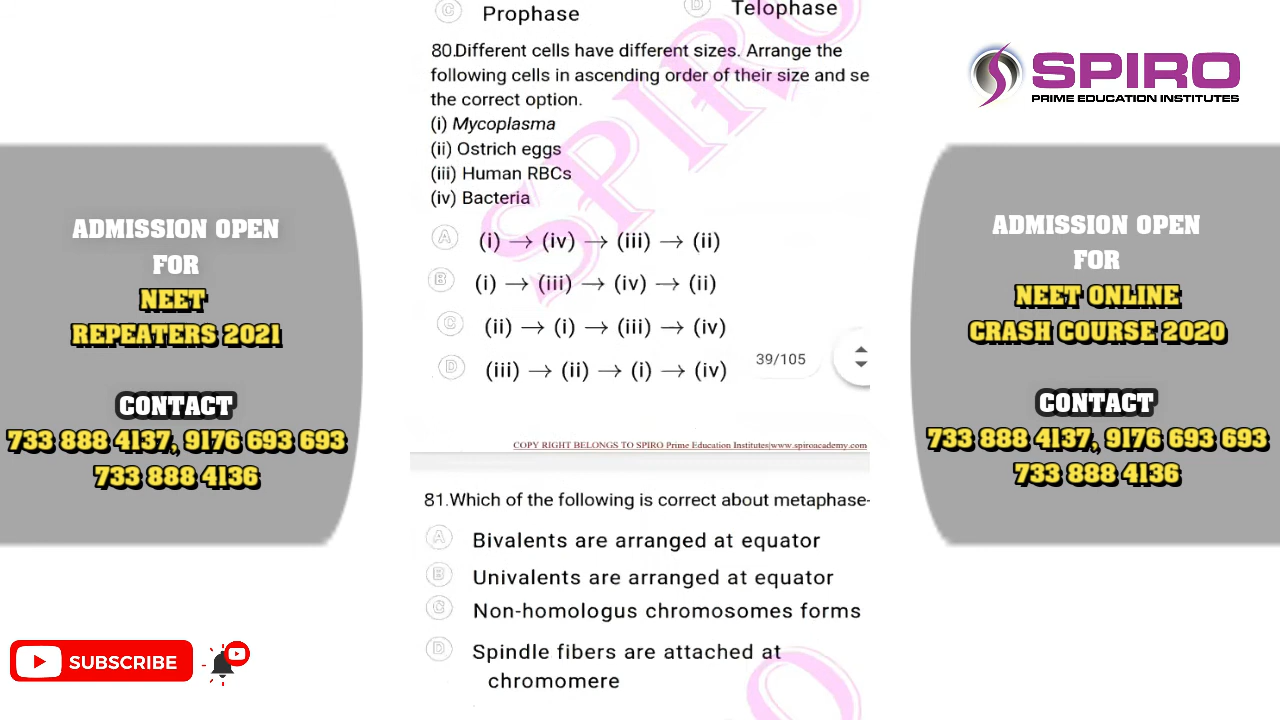 C Prophase
D Telophase
80.Different cells have different sizes. Arrange the
following cells in ascending order of their size and se
the correct option.
(i) Mycoplasma
(ii) Ostrich eggs
(iii) Human RBCs
(iv) Bacteria
A (i) → (iv) → (iii) → (ii)
B (i) → (iii) → (iv) → (ii)
C (ii) → (i) → (iii) → (iv)
D (iii) → (ii) → (i) → (iv)
39/105
COPY RIGHT BELONGS TO SPIRO Prime Education Institutes|www.spiroacademy.com
81.Which of the following is correct about metaphase-
A Bivalents are arranged at equator
B Univalents are arranged at equator
C Non-homologus chromosomes forms
D Spindle fibers are attached at
chromomere
SPIRO
ADMISSION OPEN
FOR
NEET
REPEATERS 2021
CONTACT
733 888 4137, 9176 693 693
733 888 4136
SUBSCRIBE
SPIRO
PRIME EDUCATION INSTITUTES
ADMISSION OPEN
FOR
NEET ONLINE
CRASH COURSE 2020
CONTACT
733 888 4137, 9176 693 693
733 888 4136